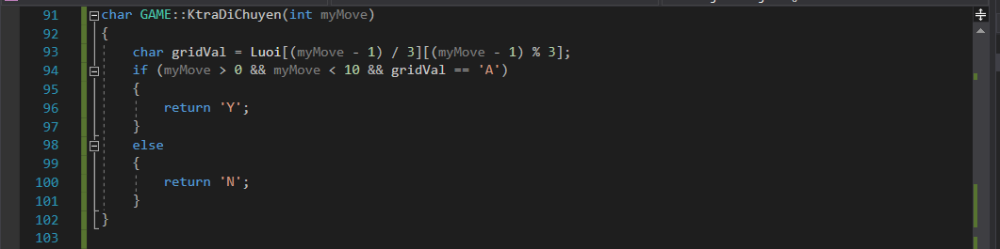 91 char GAME::KtraDiChuyen(int myMove)
92 {
93     char gridVal = Luoi[(myMove - 1) / 3][(myMove - 1) % 3];
94     if (myMove > 0 && myMove < 10 && gridVal == 'A')
95     {
96         return 'Y';
97     }
98     else
99     {
100         return 'N';
101     }
102 }
103